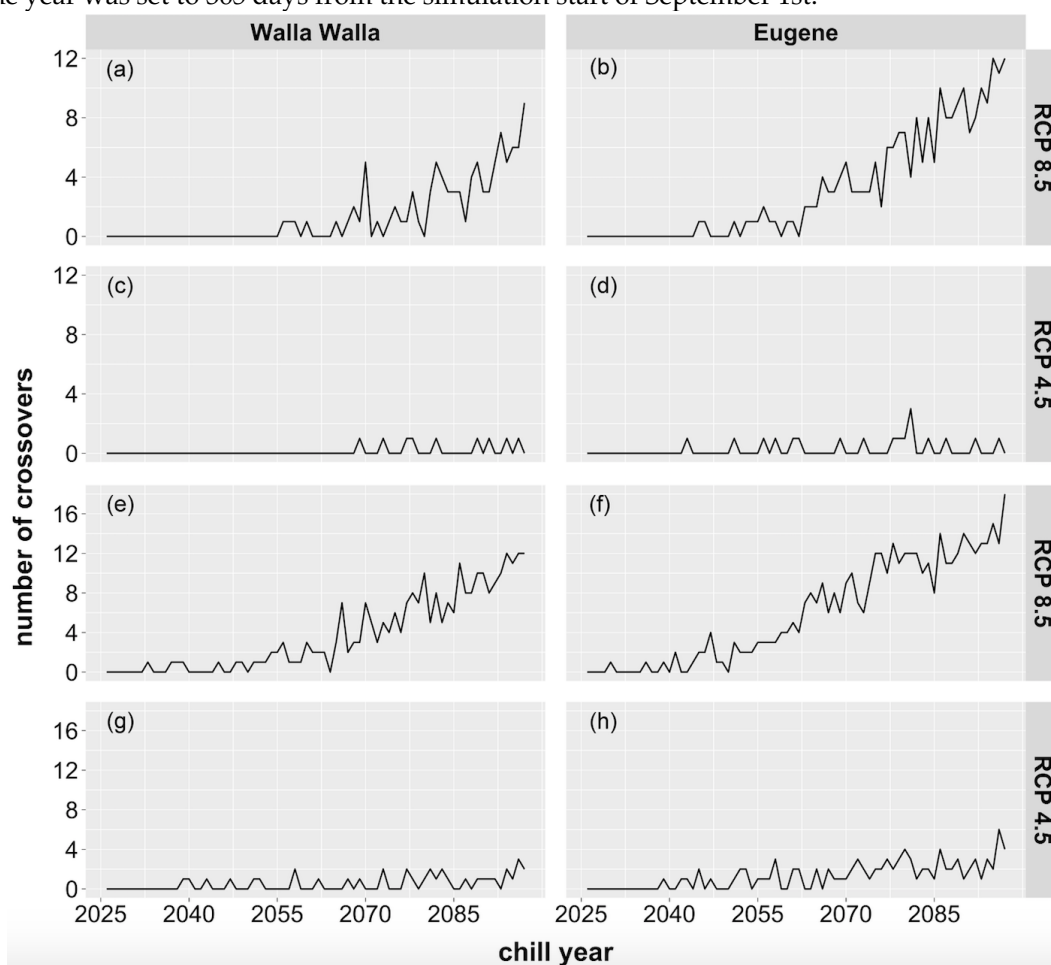 e year was set to 365 days from the simulation start of September 1st.
Walla Walla
Eugene
(a)
(b)
12
8
4
0
RCP 8.5
(c)
(d)
12
8
4
0
RCP 4.5
number of crossovers
(e)
(f)
16
12
8
4
0
RCP 8.5
(g)
(h)
16
12
8
4
0
RCP 4.5
2025 2040 2055 2070 2085
2025 2040 2055 2070 2085
chill year